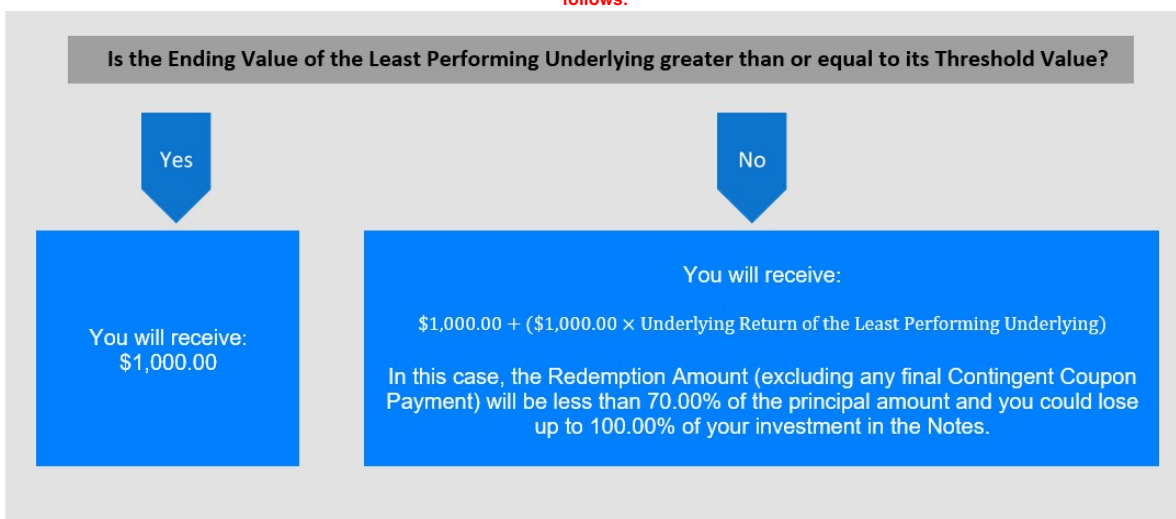 follows:
Is the Ending Value of the Least Performing Underlying greater than or equal to its Threshold Value?
Yes
No
You will receive:
$1,000.00
You will receive:
$1,000.00 + ($1,000.00 × Underlying Return of the Least Performing Underlying)
In this case, the Redemption Amount (excluding any final Contingent Coupon
Payment) will be less than 70.00% of the principal amount and you could lose
up to 100.00% of your investment in the Notes.